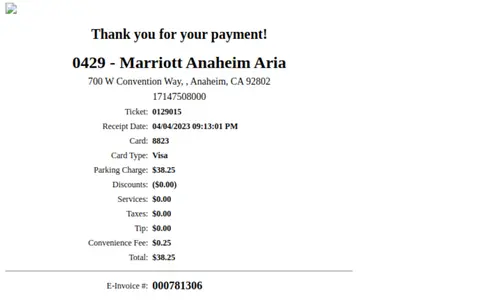 Thank you for your payment!
0429 - Marriott Anaheim Aria
700 W Convention Way, , Anaheim, CA 92802
17147508000
Ticket: 0129015
Receipt Date: 04/04/2023 09:13:01 PM
Card: 8823
Card Type: Visa
Parking Charge: $38.25
Discounts: ($0.00)
Services: $0.00
Taxes: $0.00
Tip: $0.00
Convenience Fee: $0.25
Total: $38.25
E-Invoice #: 000781306